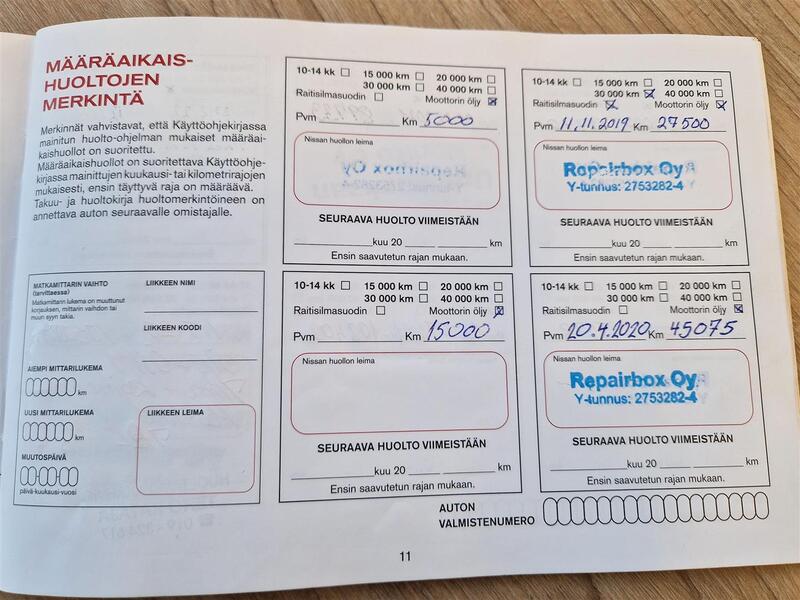 MÄÄRÄAIKAIS-
HUOLTOJEN
MERKINTÄ
Merkinnät vahvistavat, että Käyttöohjekirjassa
mainitun huolto-ohjelman mukaiset määräai-
kaishuollot on suoritettu.
Määräaikaishuollot on suoritettava Käyttöohje-
kirjassa mainittujen kuukausi- tai kilometrirajojen
mukaisesti, ensin täyttyvä raja on määräävä.
Takuu- ja huoltokirja huoltomerkintöineen on
annettava auton seuraavalle omistajalle.
MATKAMITTARIN VAIHTO
(tarvittaessa)
Matkamittarin lukema on muuttunut
korjauksen, mittarin vaihdon tai
muun syyn takia.
AIEMPI MITTARILUKEMA
km
UUSI MITTARILUKEMA
km
MUUTOSPÄIVÄ
päivä-kuukausi-vuosi
LIIKKEEN NIMI
LIIKKEEN KOODI
LIIKKEEN LEIMA
10-14 kk 15 000 km 20 000 km
30 000 km 40 000 km
Raitisilmasuodin Moottorin öljy
Pvm Km 5000
Nissan huollon leima
SEURAAVA HUOLTO VIIMEISTÄÄN
kuu 20 km
Ensin saavutetun rajan mukaan.
10-14 kk 15 000 km 20 000 km
30 000 km 40 000 km
Raitisilmasuodin Moottorin öljy
Pvm 11.11.2019 Km 27500
Nissan huollon leima
Repairbox Oy
Y-tunnus: 2753282-4
SEURAAVA HUOLTO VIIMEISTÄÄN
kuu 20 km
Ensin saavutetun rajan mukaan.
10-14 kk 15 000 km 20 000 km
30 000 km 40 000 km
Raitisilmasuodin Moottorin öljy
Pvm Km 15000
Nissan huollon leima
SEURAAVA HUOLTO VIIMEISTÄÄN
kuu 20 km
Ensin saavutetun rajan mukaan.
10-14 kk 15 000 km 20 000 km
30 000 km 40 000 km
Raitisilmasuodin Moottorin öljy
Pvm 20.4.2020 Km 45075
Nissan huollon leima
Repairbox Oy
Y-tunnus: 2753282-4
SEURAAVA HUOLTO VIIMEISTÄÄN
kuu 20 km
Ensin saavutetun rajan mukaan.
AUTON
VALMISTENUMERO
11